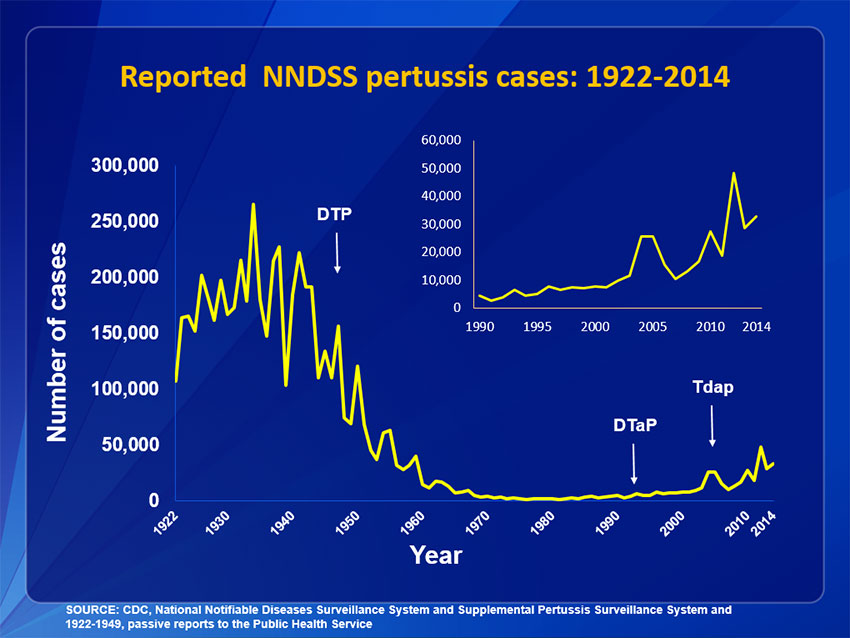 Reported NNDSS pertussis cases: 1922-2014
Number of cases
300,000
250,000
200,000
150,000
100,000
50,000
0
DTP
60,000
50,000
40,000
30,000
20,000
10,000
0
1990 1995 2000 2005 2010 2014
DTaP
Tdap
1922 1930 1940 1950 1960 1970 1980 1990 2000 2010 2014
Year
SOURCE: CDC, National Notifiable Diseases Surveillance System and Supplemental Pertussis Surveillance System and
1922-1949, passive reports to the Public Health Service